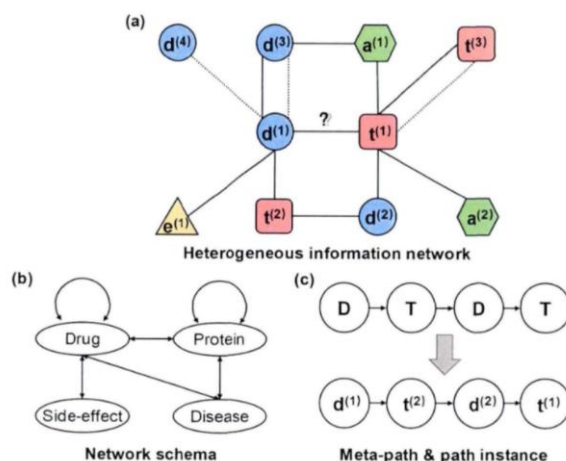 (a)
d(4)
d(3)
a(1)
t(3)
d(1)
?
t(1)
e(1)
t(2)
d(2)
a(2)
Heterogeneous information network
(b)
Drug
Protein
Side-effect
Disease
Network schema
(c)
D T D T
d(1) t(2) d(2) t(1)
Meta-path & path instance